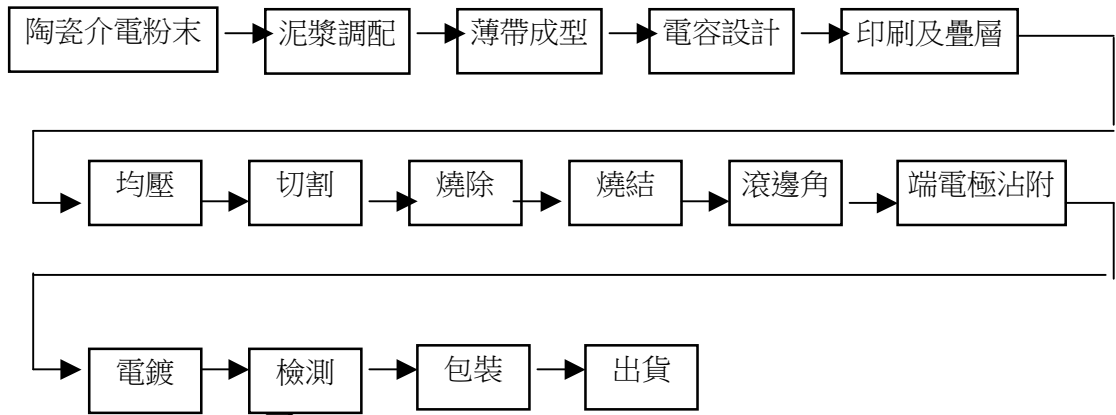 陶瓷介電粉末 泥漿調配 薄帶成型 電容設計 印刷及疊層
均壓 切割 燒除 燒結 滾邊角 端電極沾附
電鍍 檢測 包裝 出貨